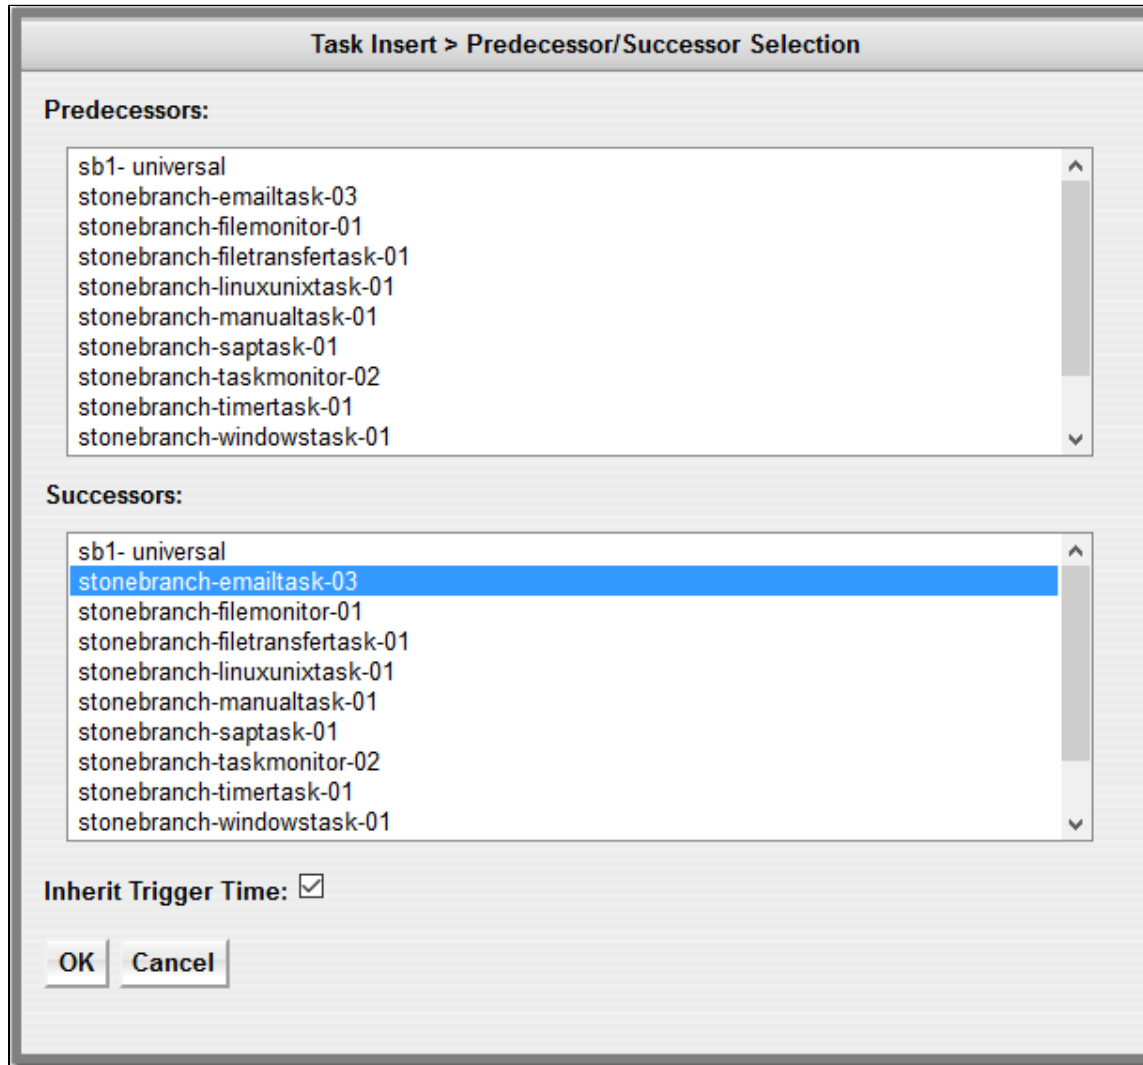 Task Insert > Predecessor/Successor Selection
Predecessors:
sb1- universal
stonebranch-emailtask-03
stonebranch-filemonitor-01
stonebranch-filetransfertask-01
stonebranch-linuxunixtask-01
stonebranch-manualtask-01
stonebranch-saptask-01
stonebranch-taskmonitor-02
stonebranch-timertask-01
stonebranch-windowstask-01
Successors:
sb1- universal
stonebranch-emailtask-03
stonebranch-filemonitor-01
stonebranch-filetransfertask-01
stonebranch-linuxunixtask-01
stonebranch-manualtask-01
stonebranch-saptask-01
stonebranch-taskmonitor-02
stonebranch-timertask-01
stonebranch-windowstask-01
Inherit Trigger Time:
OK Cancel